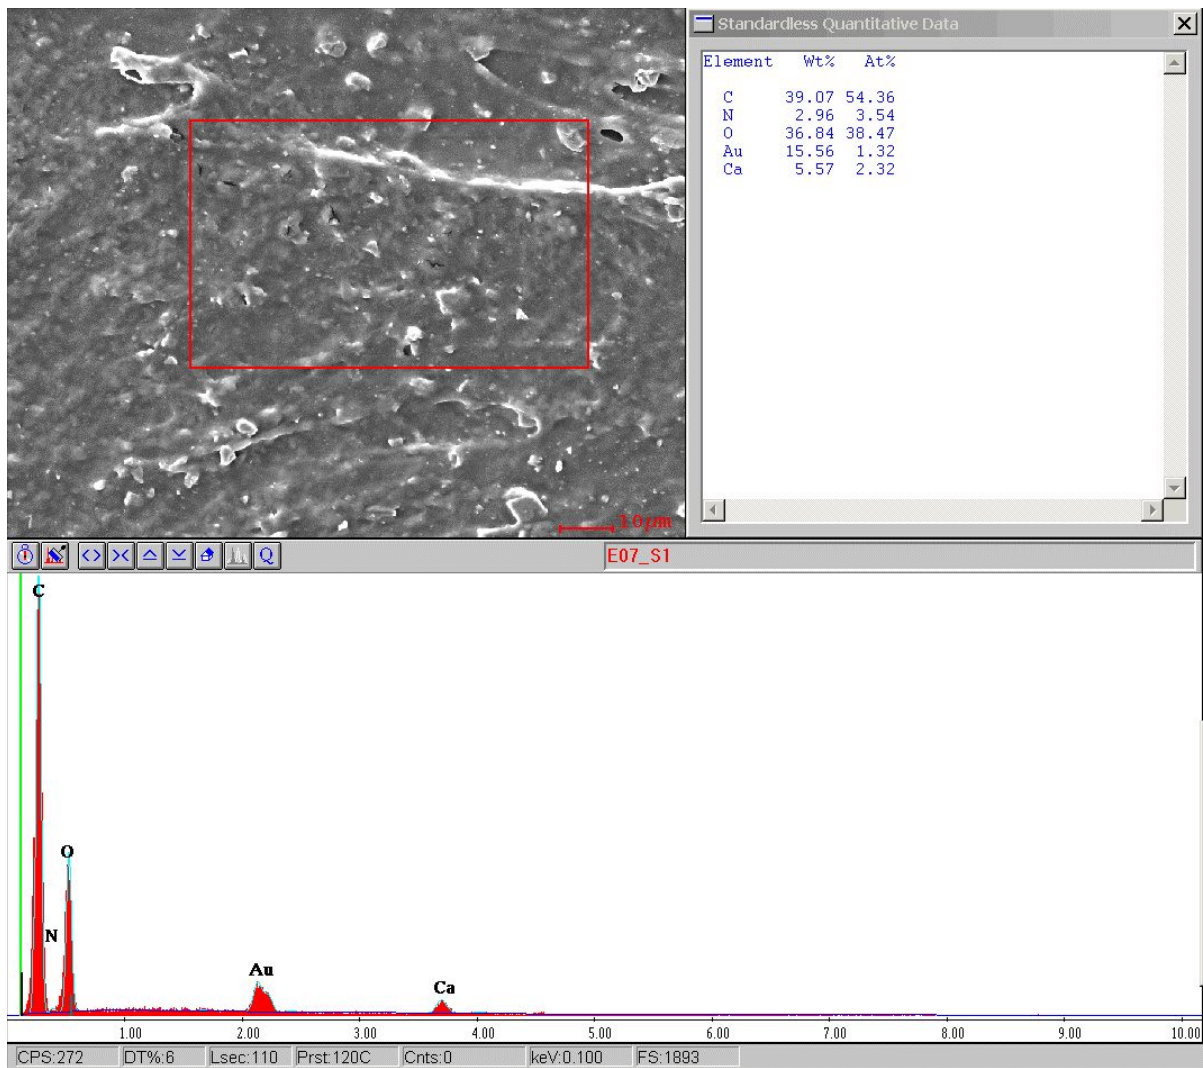 Standardless Quantitative Data
Element Wt% At%
C 39.07 54.36
N 2.96 3.54
O 36.84 38.47
Au 15.56 1.32
Ca 5.57 2.32
10µm
Q
E07_S1
C
O
N
Au
Ca
1.00 2.00 3.00 4.00 5.00 6.00 7.00 8.00 9.00 10.00
CPS:272 DT%:6 Lsec:110 Prst:120C Cnts:0 keV:0.100 FS:1893